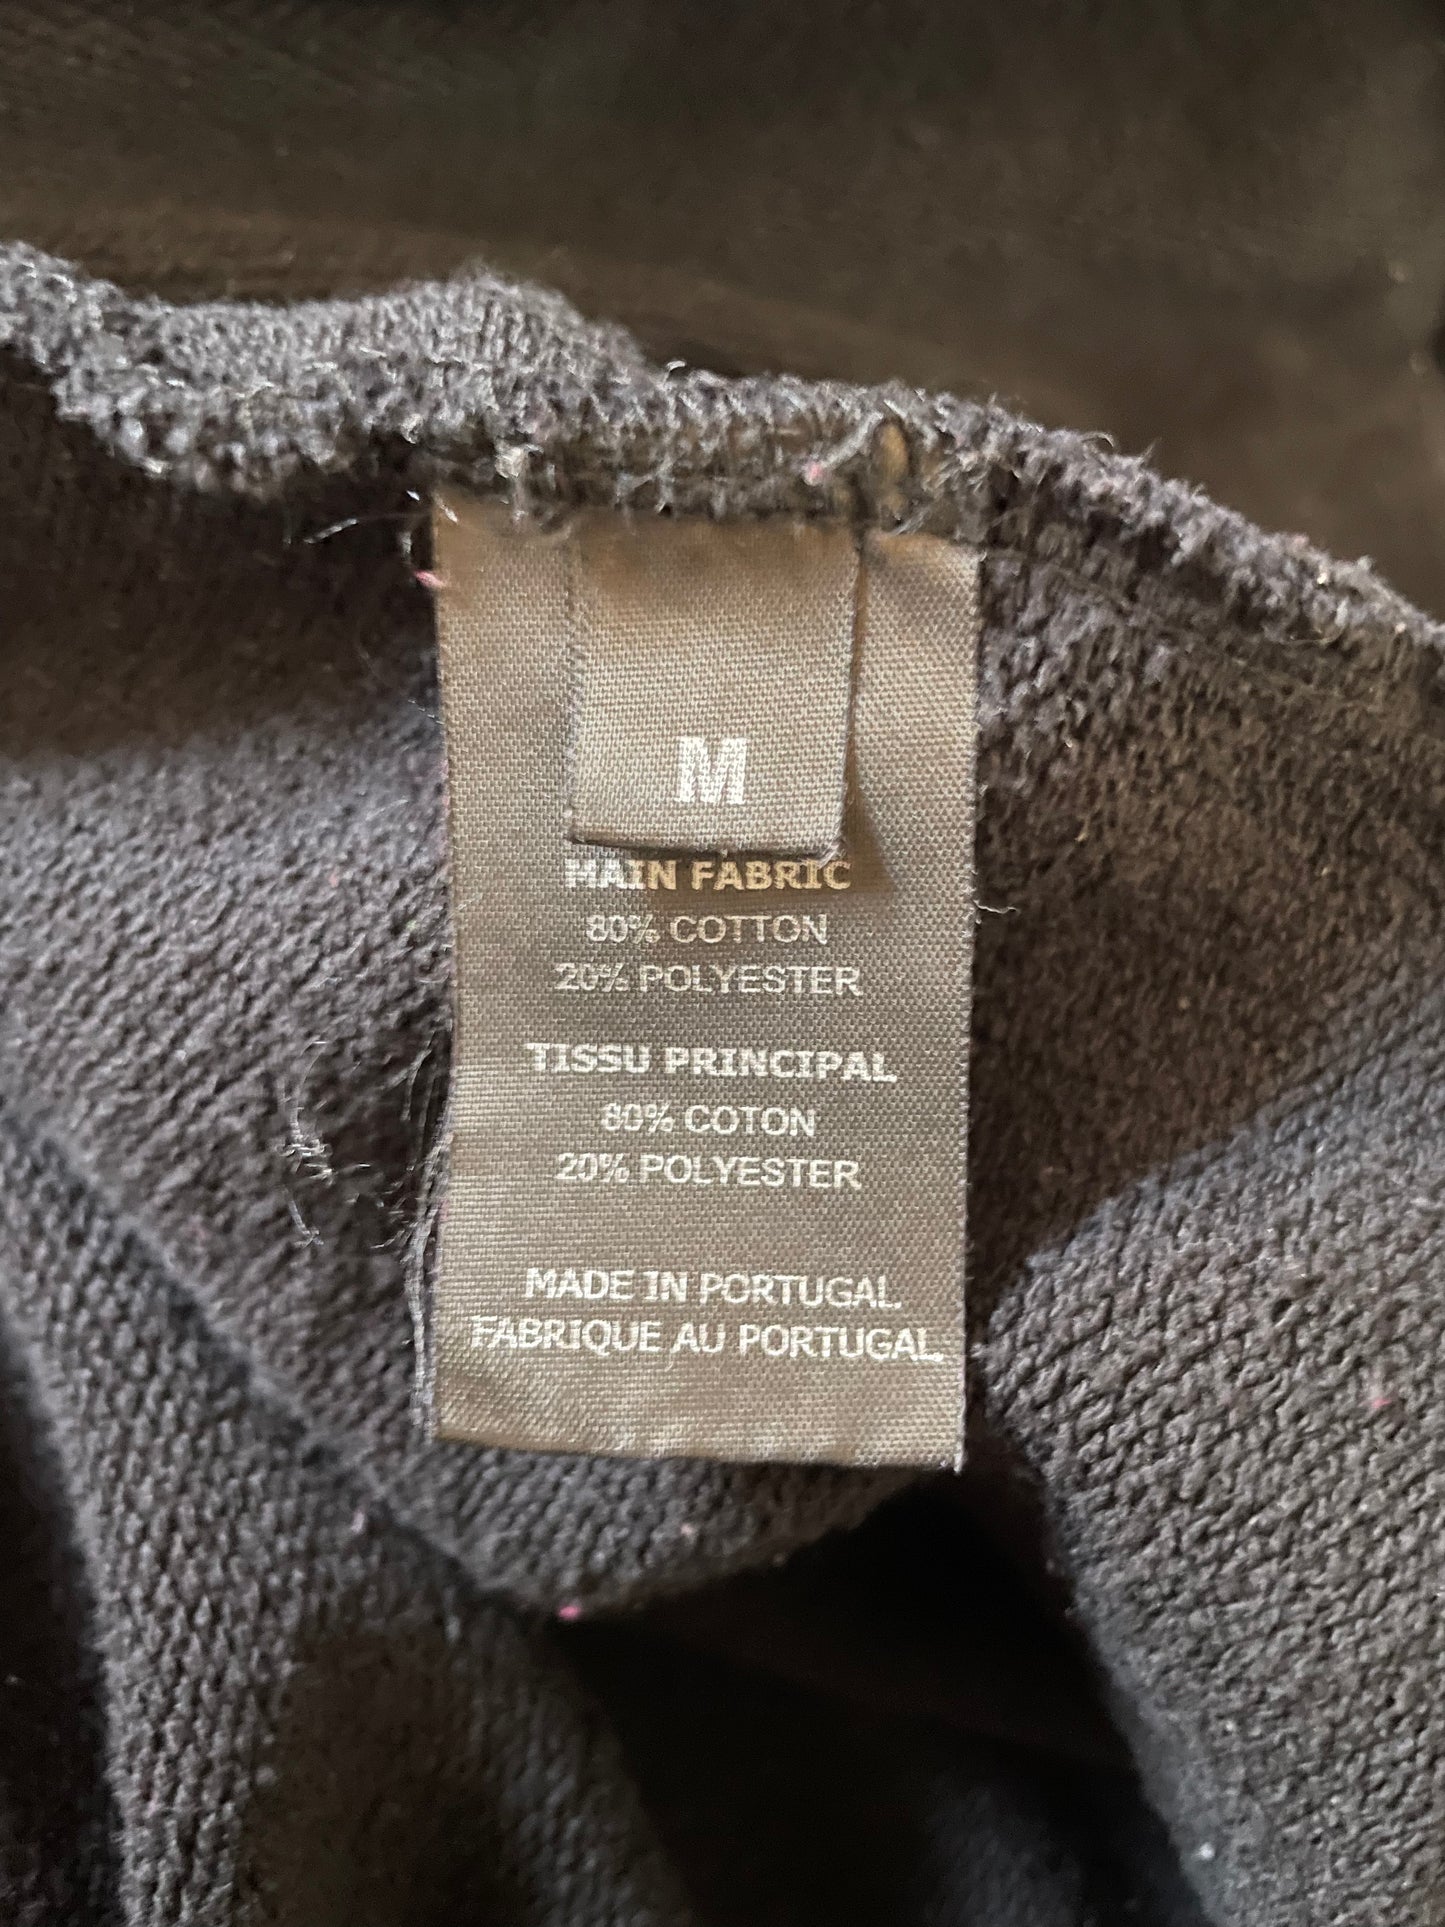 M
MAIN FABRIC
80% COTTON
20% POLYESTER
TISSU PRINCIPAL
80% COTON
20% POLYESTER
MADE IN PORTUGAL
FABRIQUE AU PORTUGAL